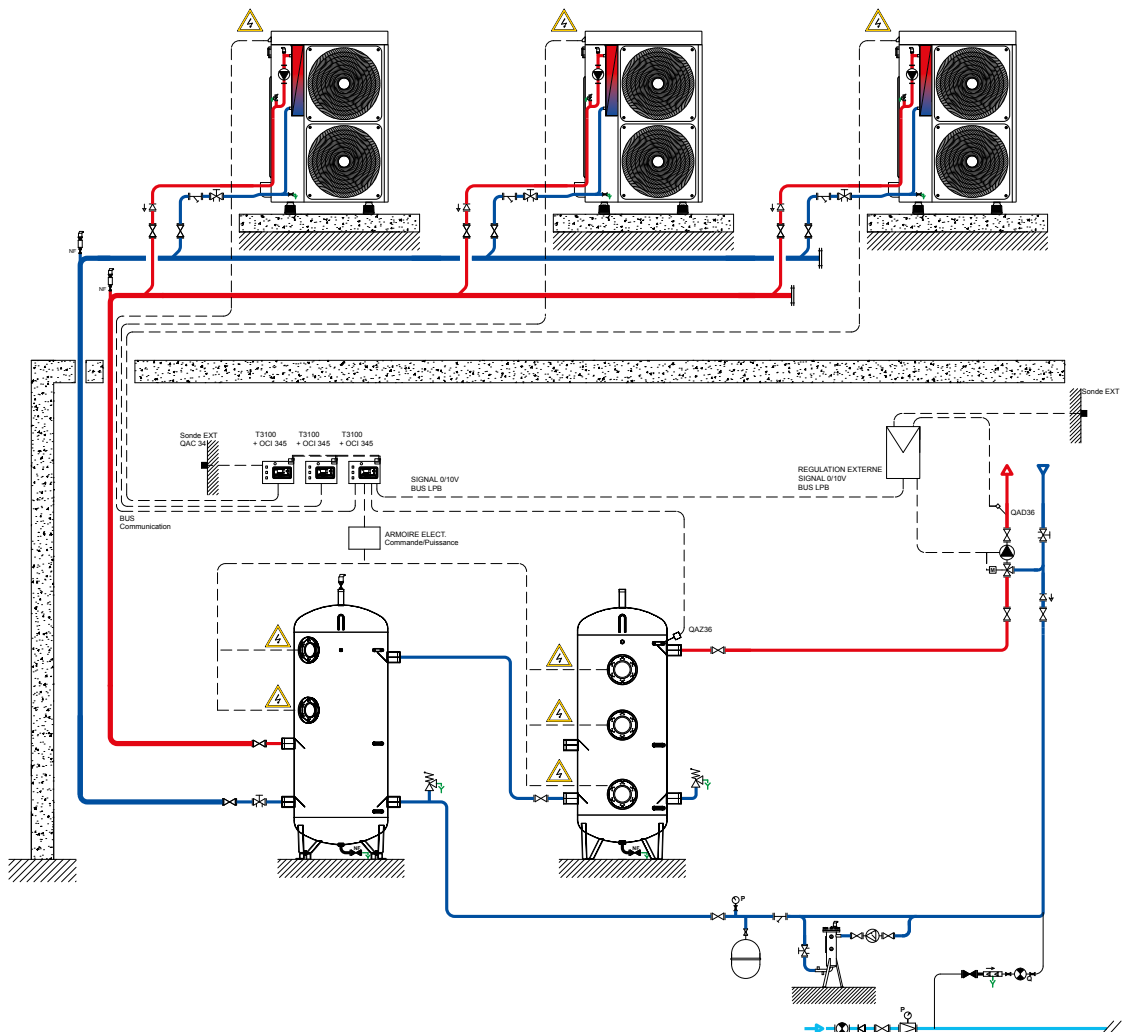 NF
NF
Sonde EXT
Sonde EXT
QAC 34
T3100
+ OCI 345
T3100
+ OCI 345
T3100
+ OCI 345
SIGNAL 0/10V
BUS LPB
REGULATION EXTERNE
SIGNAL 0/10V
BUS LPB
QAD36
BUS
Communication
ARMOIRE ELECT.
Commande/Puissance
M
QAZ36
NF
NF
P
Q
P